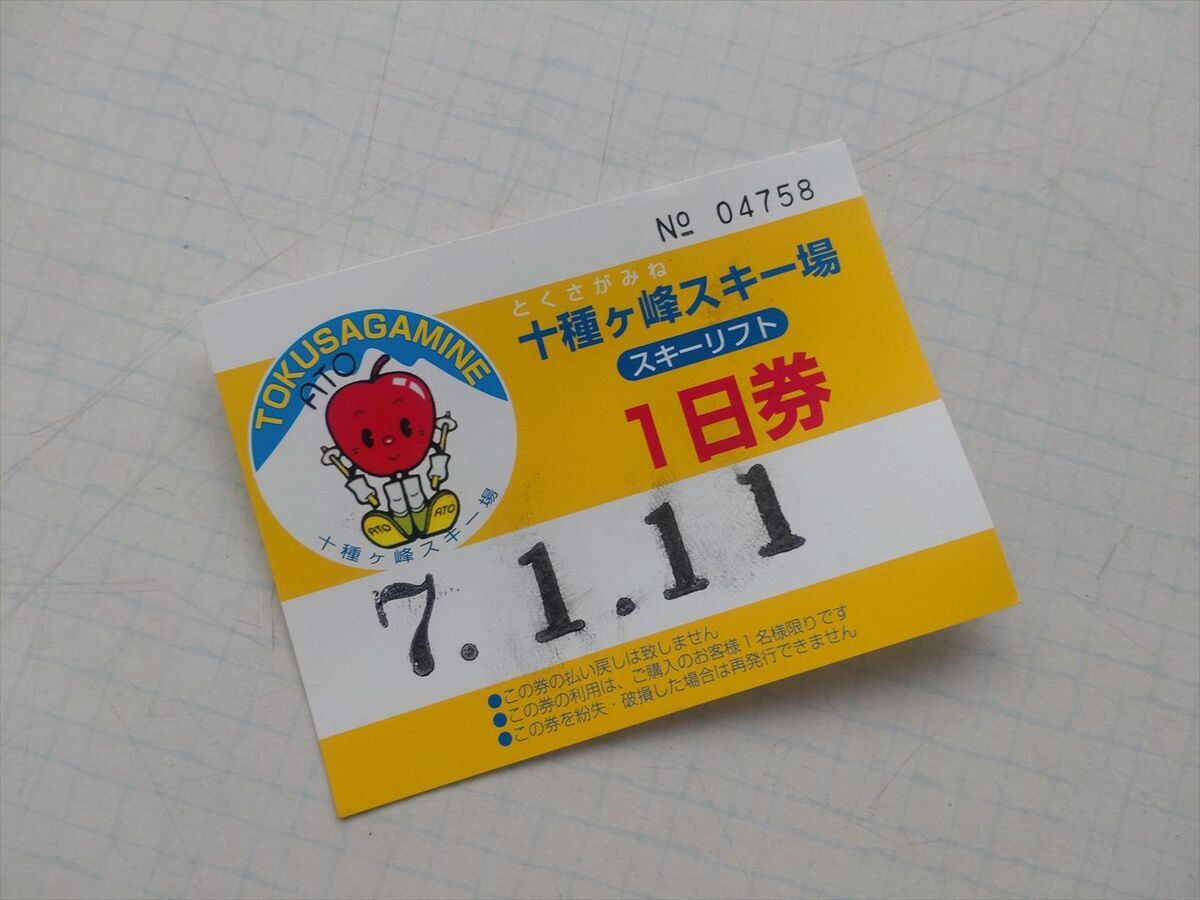 № 04758
とくさがみね
十種ヶ峰スキー場
スキーリフト
1日券
TOKUSAGAMINE
ATO
ATO
ATO
十種ヶ峰スキー場
7.1.11
●この券の払い戻しは致しません
●この券の利用は、ご購入のお客様1名様限りです
●この券を紛失・破損した場合は再発行できません